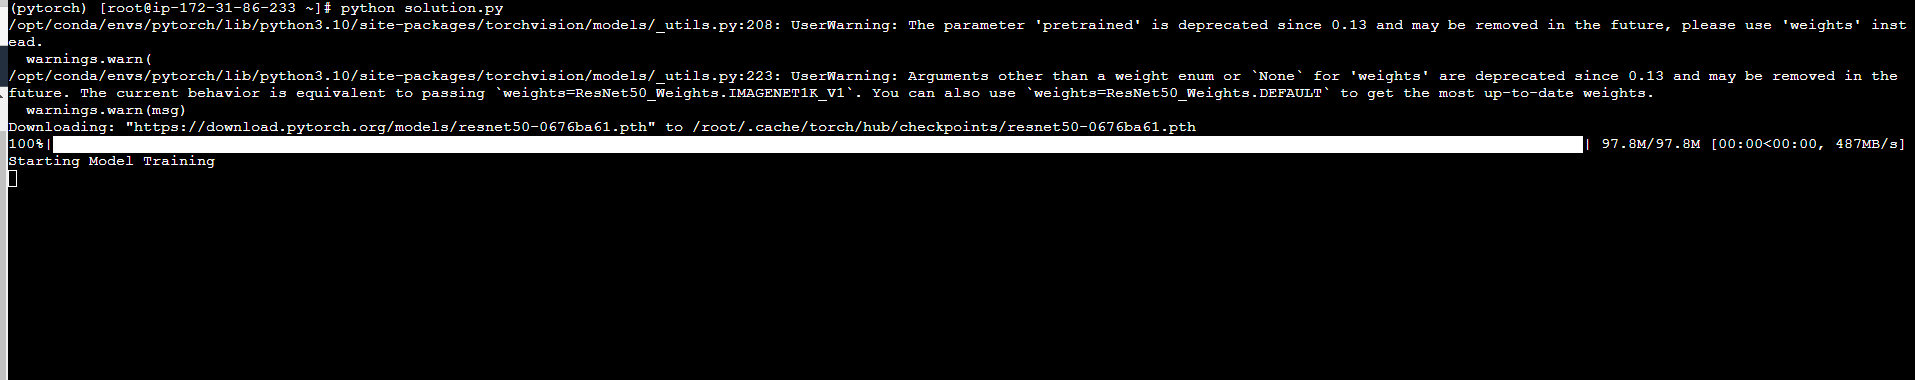 (pytorch) [root@ip-172-31-86-233 ~]# python solution.py
/opt/conda/envs/pytorch/lib/python3.10/site-packages/torchvision/models/_utils.py:208: UserWarning: The parameter 'pretrained' is deprecated since 0.13 and may be removed in the future, please use 'weights' inst
ead.
  warnings.warn(
/opt/conda/envs/pytorch/lib/python3.10/site-packages/torchvision/models/_utils.py:223: UserWarning: Arguments other than a weight enum or `None` for 'weights' are deprecated since 0.13 and may be removed in the
future. The current behavior is equivalent to passing `weights=ResNet50_Weights.IMAGENET1K_V1`. You can also use `weights=ResNet50_Weights.DEFAULT` to get the most up-to-date weights.
  warnings.warn(msg)
Downloading: "https://download.pytorch.org/models/resnet50-0676ba61.pth" to /root/.cache/torch/hub/checkpoints/resnet50-0676ba61.pth
100%| | 97.8M/97.8M [00:00<00:00, 487MB/s]
Starting Model Training